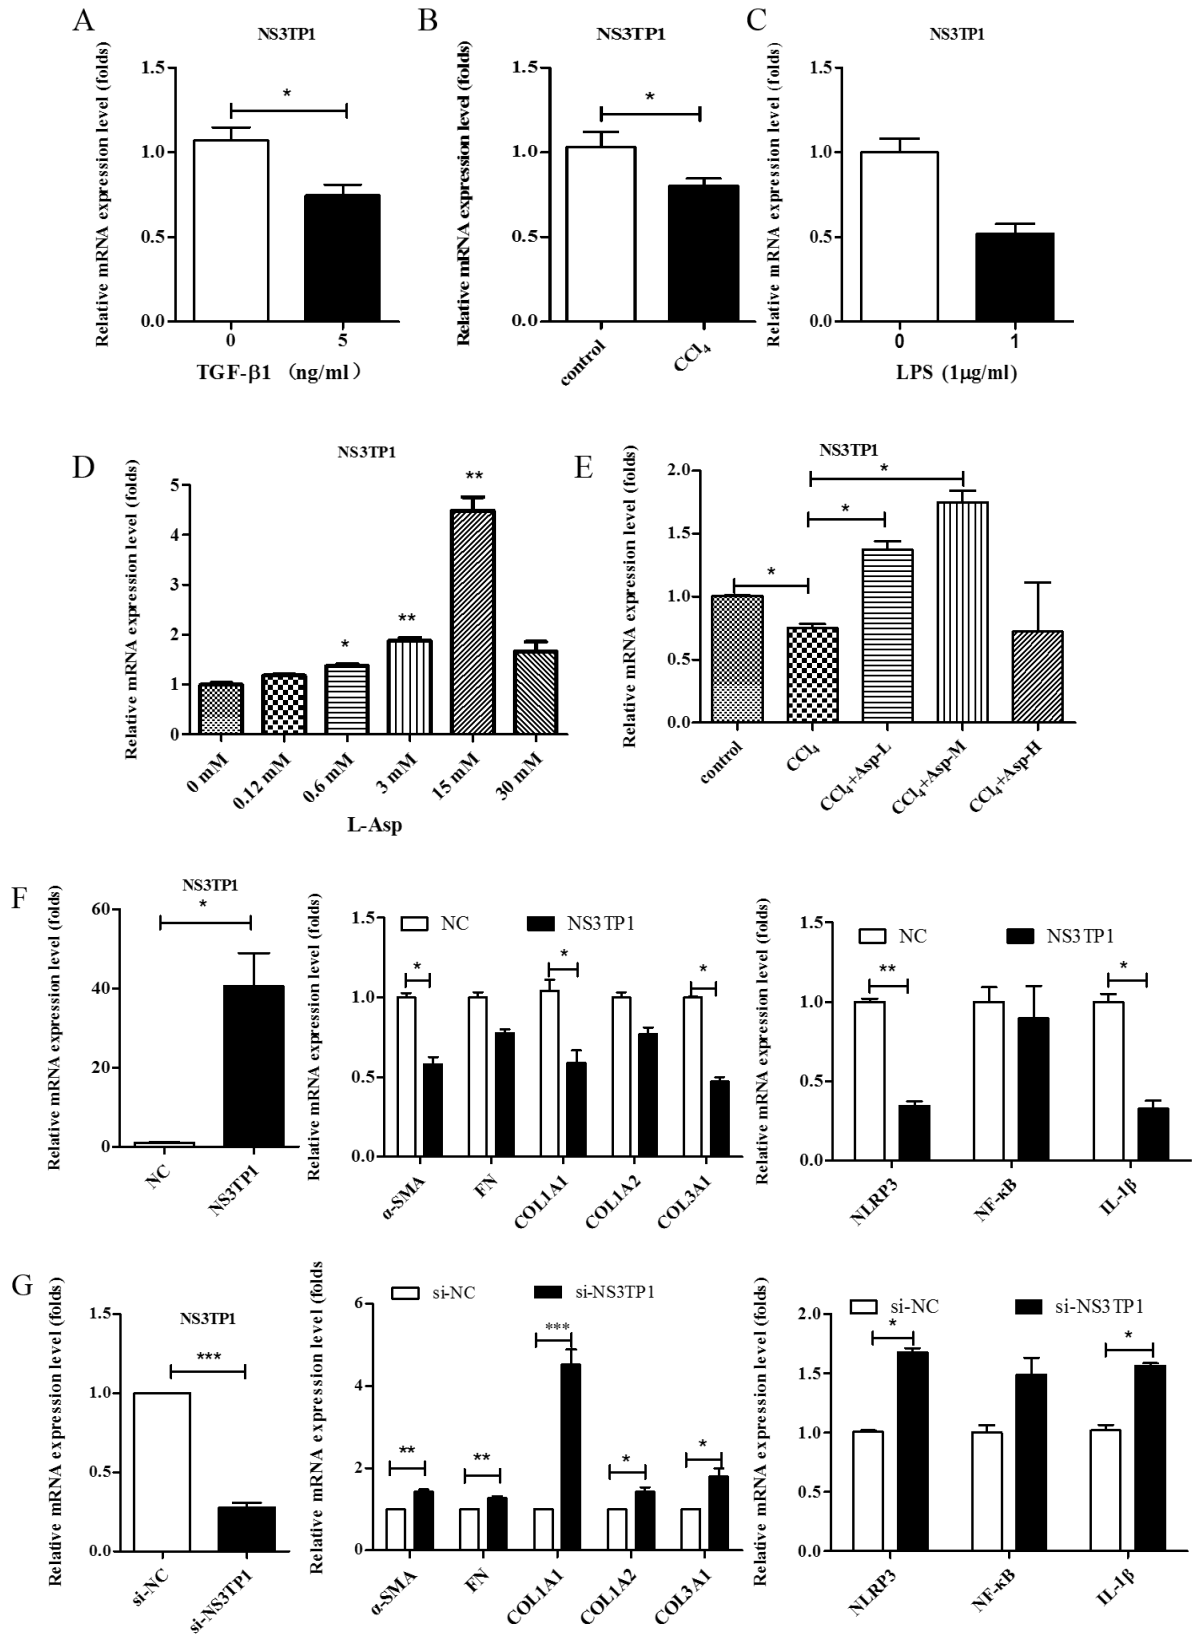 A
NS3TP1
Relative mRNA expression level (folds)
1.5
1.0
0.5
0.0
*
0
5
TGF-β1 (ng/ml)
B
NS3TP1
Relative mRNA expression level (folds)
1.5
1.0
0.5
0.0
*
control
CCl4
C
NS3TP1
Relative mRNA expression level (folds)
1.5
1.0
0.5
0.0
0
1
LPS (1μg/ml)
D
NS3TP1
Relative mRNA expression level (folds)
5
4
3
2
1
0
*
**
**
0 mM
0.12 mM
0.6 mM
3 mM
15 mM
30 mM
L-Asp
E
NS3TP1
Relative mRNA expression level (folds)
2.0
1.5
1.0
0.5
0.0
*
*
*
control
CCl4
CCl4+Asp-L
CCl4+Asp-M
CCl4+Asp-H
F
NS3TP1
Relative mRNA expression level (folds)
60
40
20
0
*
NC
NS3TP1
Relative mRNA expression level (folds)
1.5
1.0
0.5
0.0
NC
NS3TP1
*
*
*
α-SMA
FN
COL1A1
COL1A2
COL3A1
Relative mRNA expression level (folds)
1.5
1.0
0.5
0.0
NC
NS3TP1
**
*
NLRP3
NF-κB
IL-1β
G
NS3TP1
Relative mRNA expression level (folds)
1.5
1.0
0.5
0.0
***
si-NC
si-NS3TP1
Relative mRNA expression level (folds
6
4
2
0
si-NC
si-NS3TP1
**
**
***
*
*
α-SMA
FN
COL1A1
COL1A2
COL3A1
Relative mRNA expression level (folds)
2.0
1.5
1.0
0.5
0.0
si-NC
si-NS3TP1
*
*
NLRP3
NF-κB
IL-1β